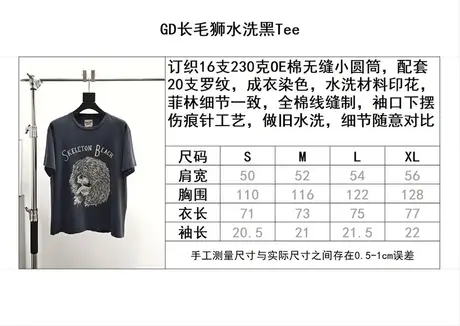 GD长毛狮水洗黑Tee
订织16支230克OE棉无缝小圆筒，配套
20支罗纹，成衣染色，水洗材料印花，
菲林细节一致，全棉线缝制，袖口下摆
伤痕针工艺，做旧水洗，细节随意对比
SKELETON BEACH
尺码 S M L XL
肩宽 50 52 54 56
胸围 110 116 122 128
衣长 71 73 75 77
袖长 20.5 21 21.5 22
手工测量尺寸与实际尺寸之间存在0.5-1cm误差